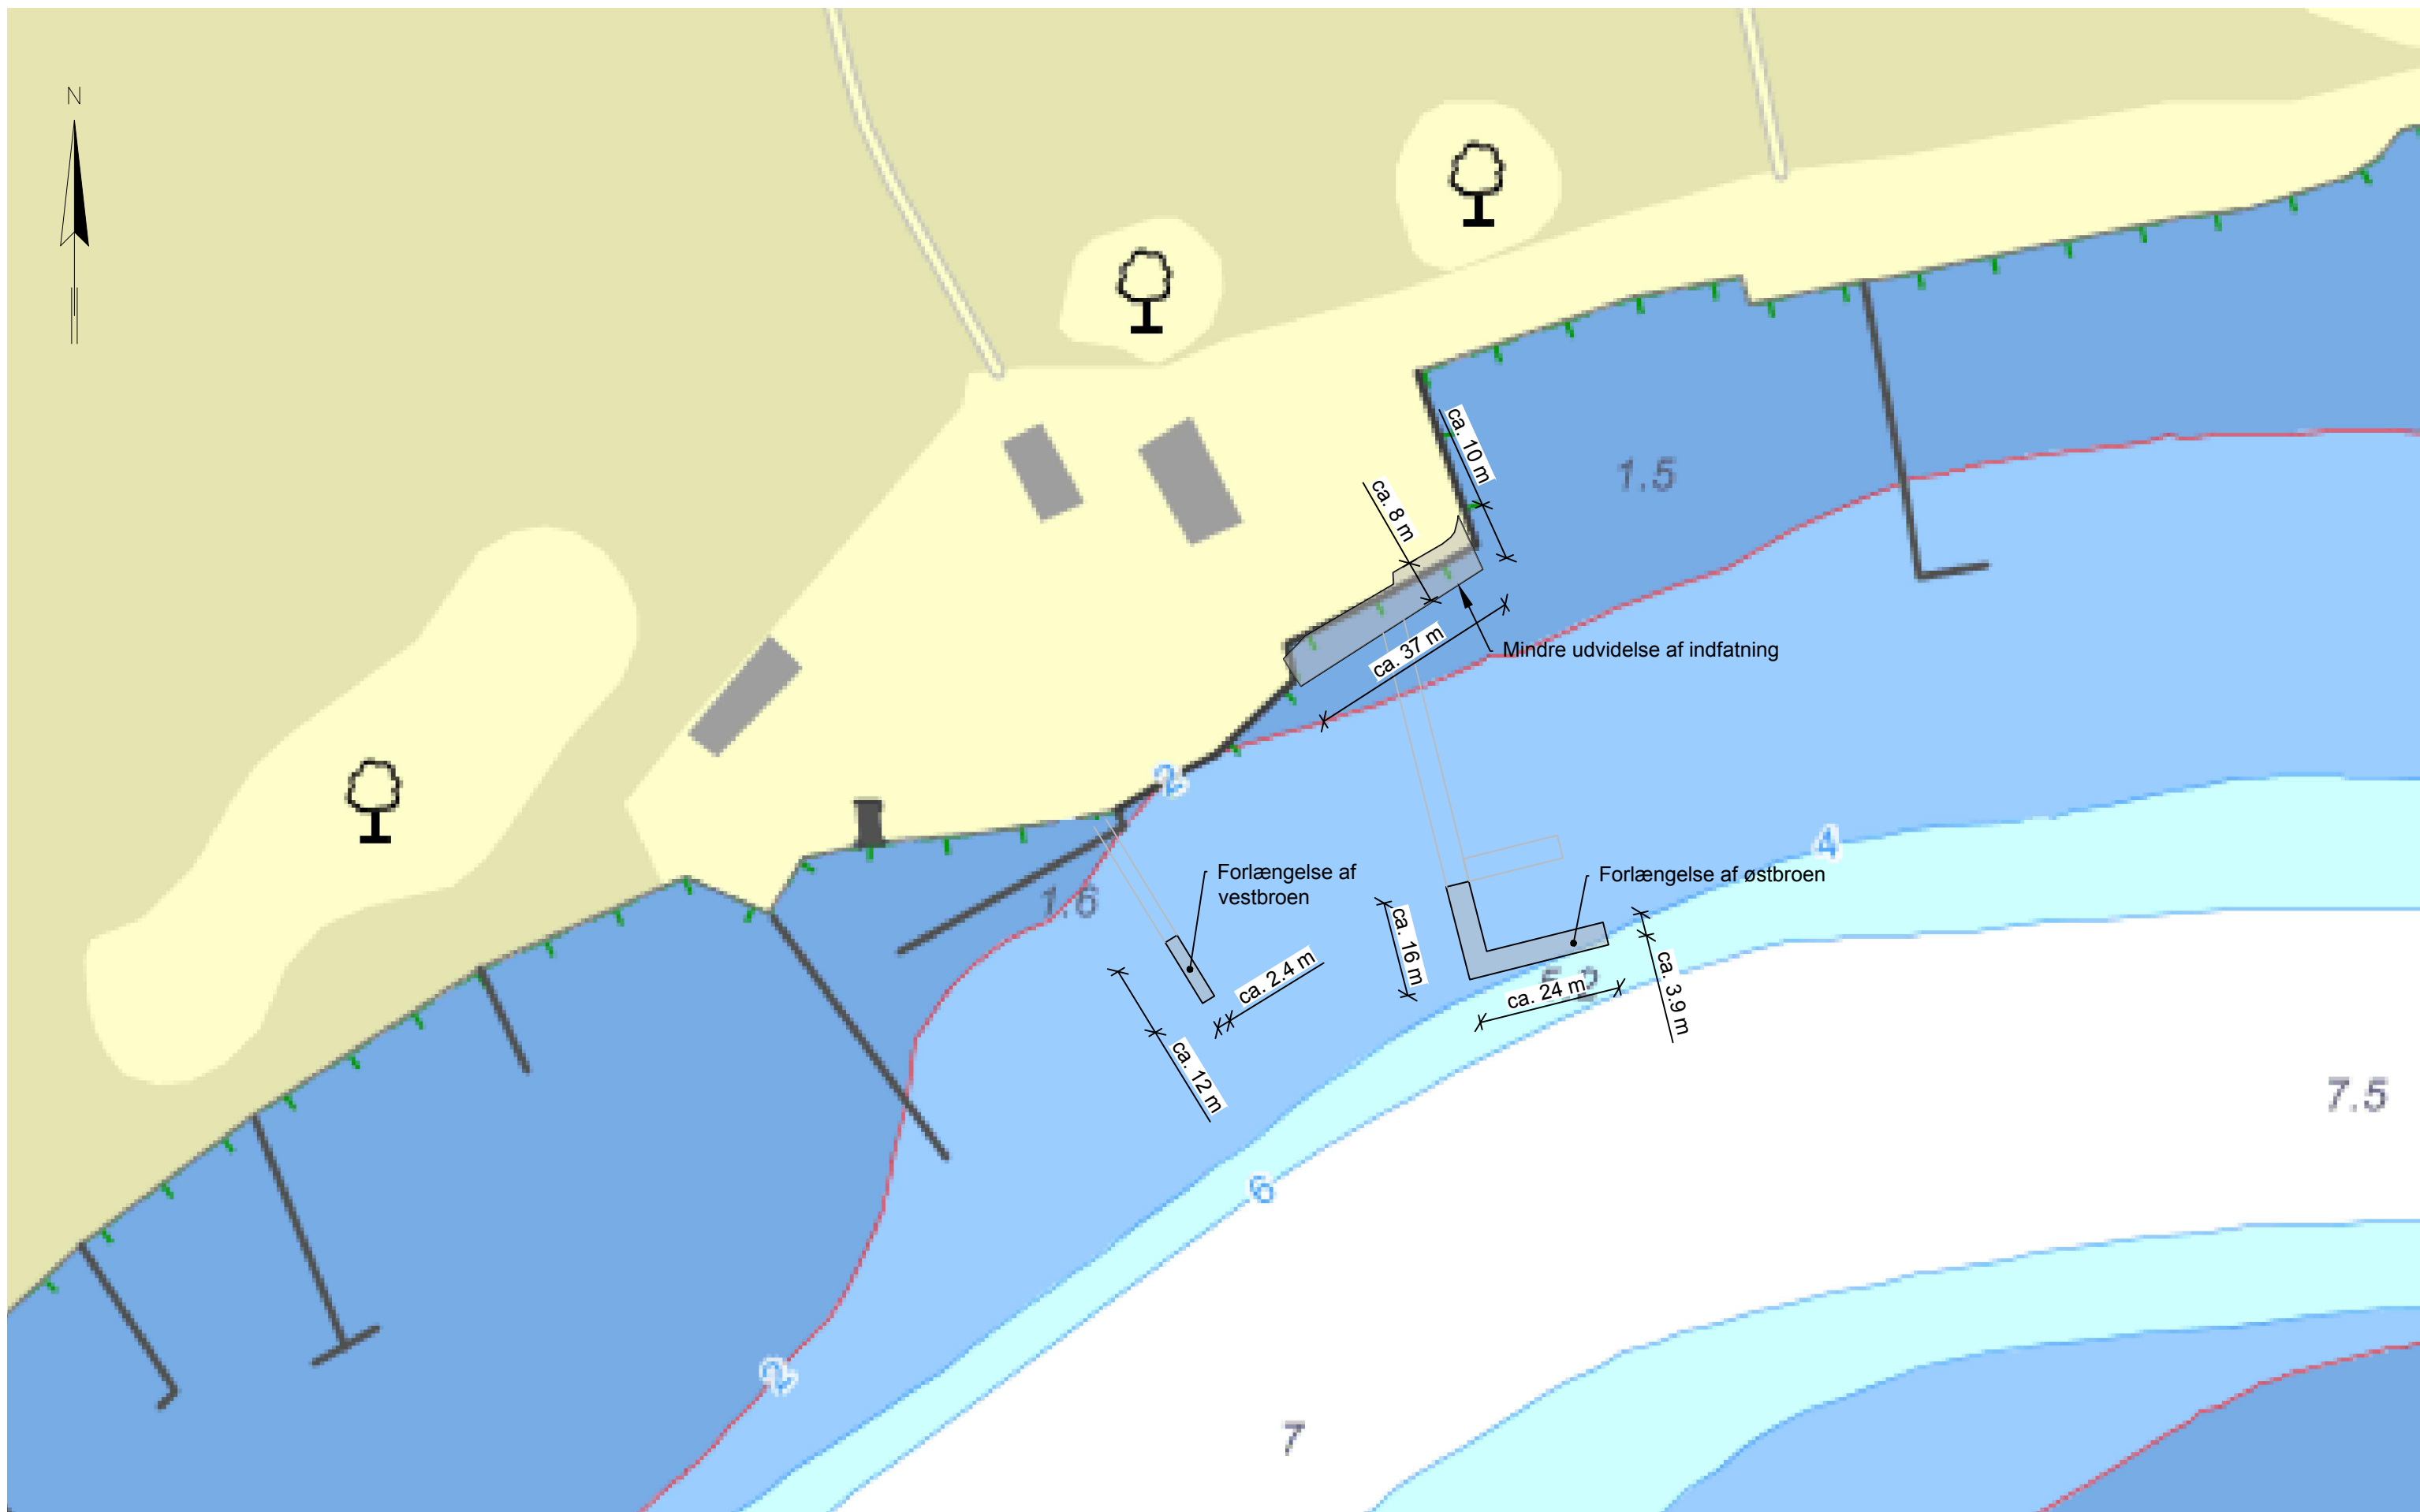 N
ca. 10 m
1.5
ca. 8 m
Mindre udvidelse af indfatning
ca. 37 m
2
4
Forlængelse af
vestbroen
Forlængelse af østbroen
1.6
ca. 16 m
ca. 2.4 m
5.2
ca. 24 m
ca. 3.9 m
ca. 12 m
7.5
6
2
7